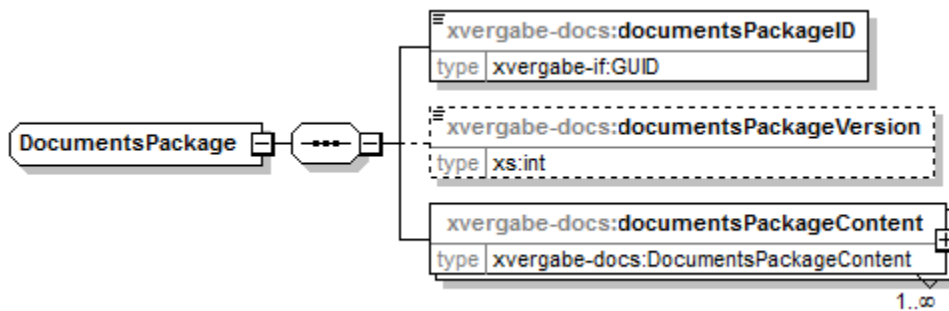 xvergabe-docs:documentsPackageID
type xvergabe-if:GUID
xvergabe-docs:documentsPackageVersion
DocumentsPackage
type xs:int
xvergabe-docs:documentsPackageContent
type xvergabe-docs:DocumentsPackageContent
1..∞